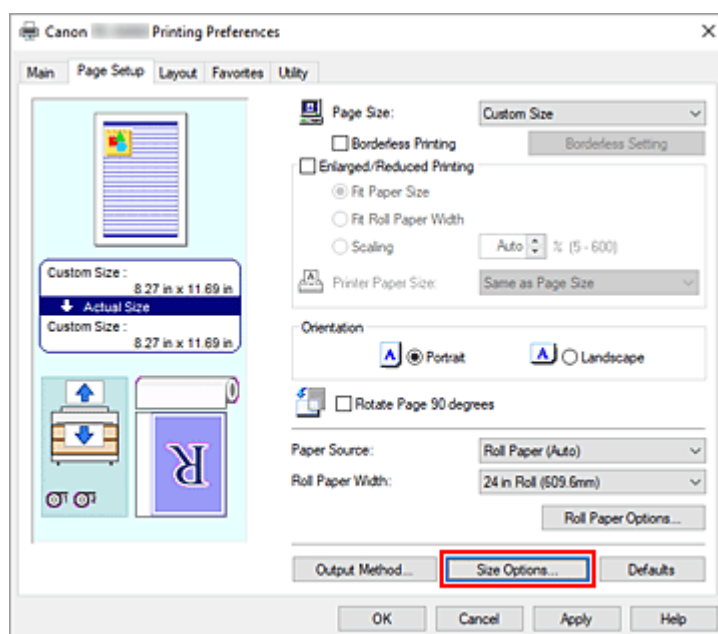 Canon Printing Preferences
Main Page Setup Layout Favorites Utility
Page Size: Custom Size
Borderless Printing Borderless Setting
Enlarged/Reduced Printing
Fit Paper Size
Fit Roll Paper Width
Scaling Auto % (5 - 600)
Printer Paper Size: Same as Page Size
Custom Size :
8.27 in x 11.69 in
Actual Size
Custom Size :
8.27 in x 11.69 in
Orientation
A Portrait A Landscape
Rotate Page 90 degrees
R
Paper Source: Roll Paper (Auto)
Roll Paper Width: 24 in Roll (609.6mm)
Roll Paper Options...
Output Method... Size Options... Defaults
OK Cancel Apply Help